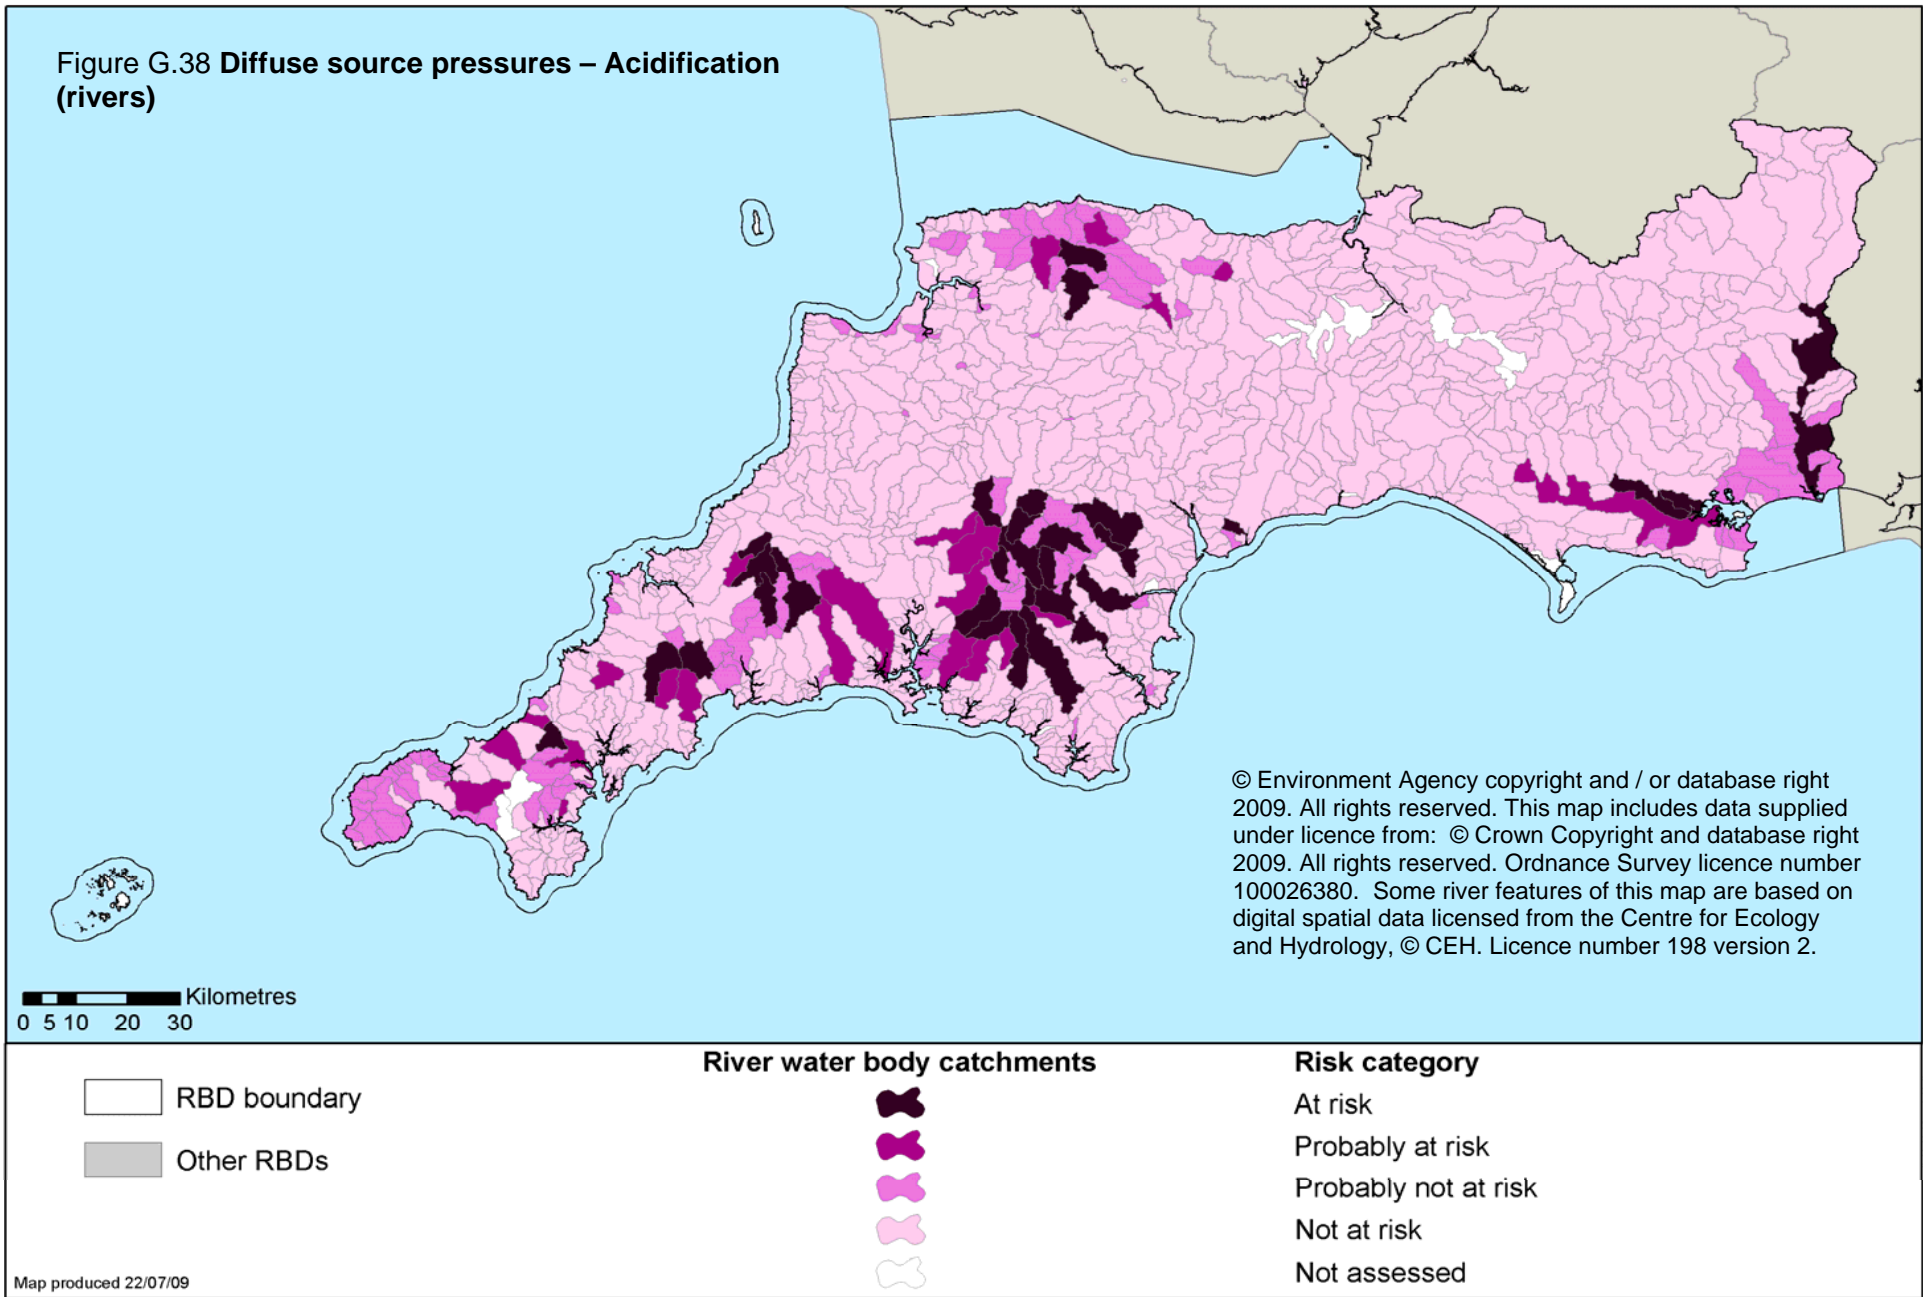 Figure G.38 Diffuse source pressures – Acidification
(rivers)
© Environment Agency copyright and / or database right
2009. All rights reserved. This map includes data supplied
under licence from: © Crown Copyright and database right
2009. All rights reserved. Ordnance Survey licence number
100026380. Some river features of this map are based on
digital spatial data licensed from the Centre for Ecology
and Hydrology, © CEH. Licence number 198 version 2.
Kilometres
0 5 10 20 30
River water body catchments
Risk category
RBD boundary
Other RBDs
At risk
Probably at risk
Probably not at risk
Not at risk
Not assessed
Map produced 22/07/09